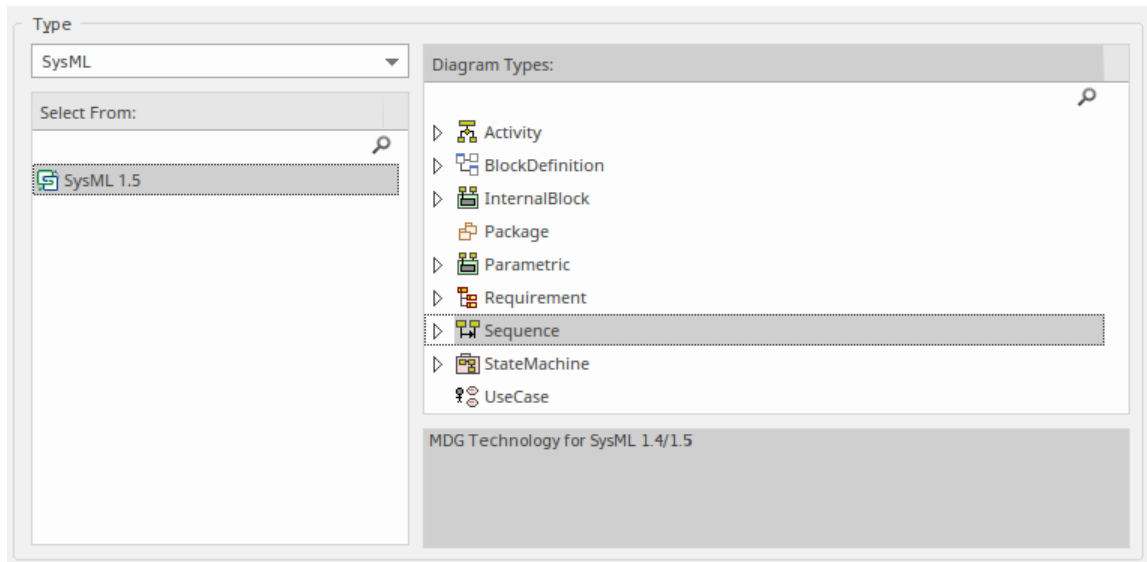 Type
SysML
Select From:
SysML 1.5
Diagram Types:
Activity
BlockDefinition
InternalBlock
Package
Parametric
Requirement
Sequence
StateMachine
UseCase
MDG Technology for SysML 1.4/1.5